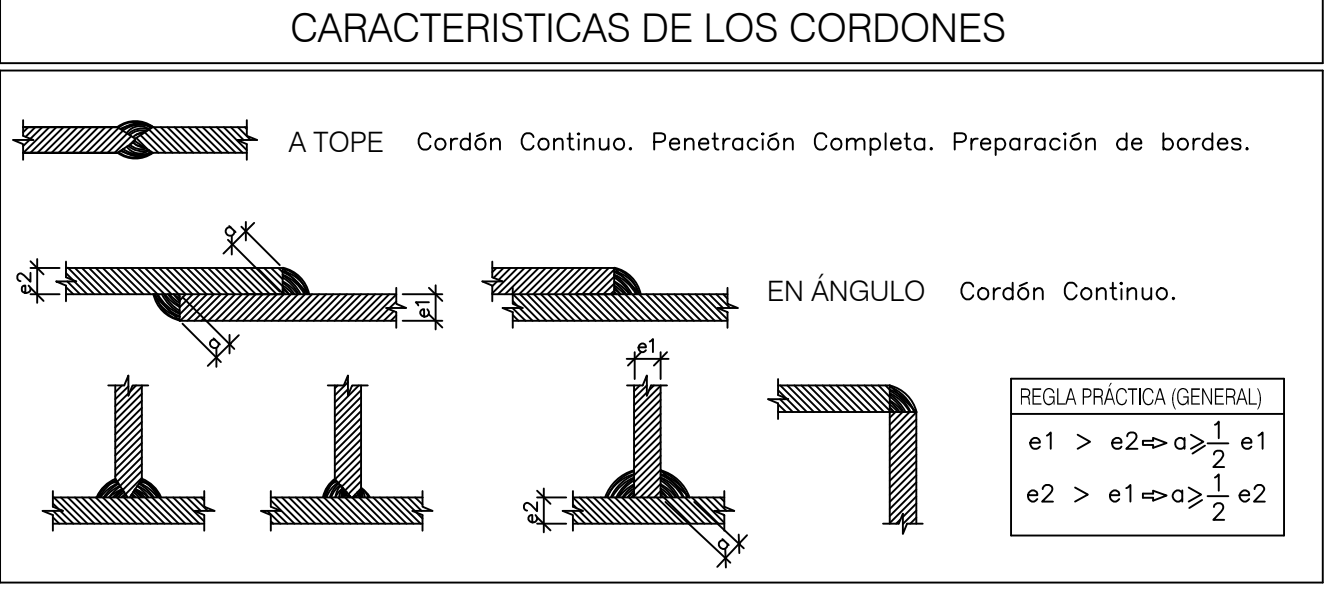 CARACTERISTICAS DE LOS CORDONES
A TOPE Cordón Continuo. Penetración Completa. Preparación de bordes.
a
e2
e1
a
EN ÁNGULO Cordón Continuo.
e1
e2
a
REGLA PRÁCTICA (GENERAL)
e1 > e2⇨a⩾1/2 e1
e2 > e1⇨a⩾1/2 e2